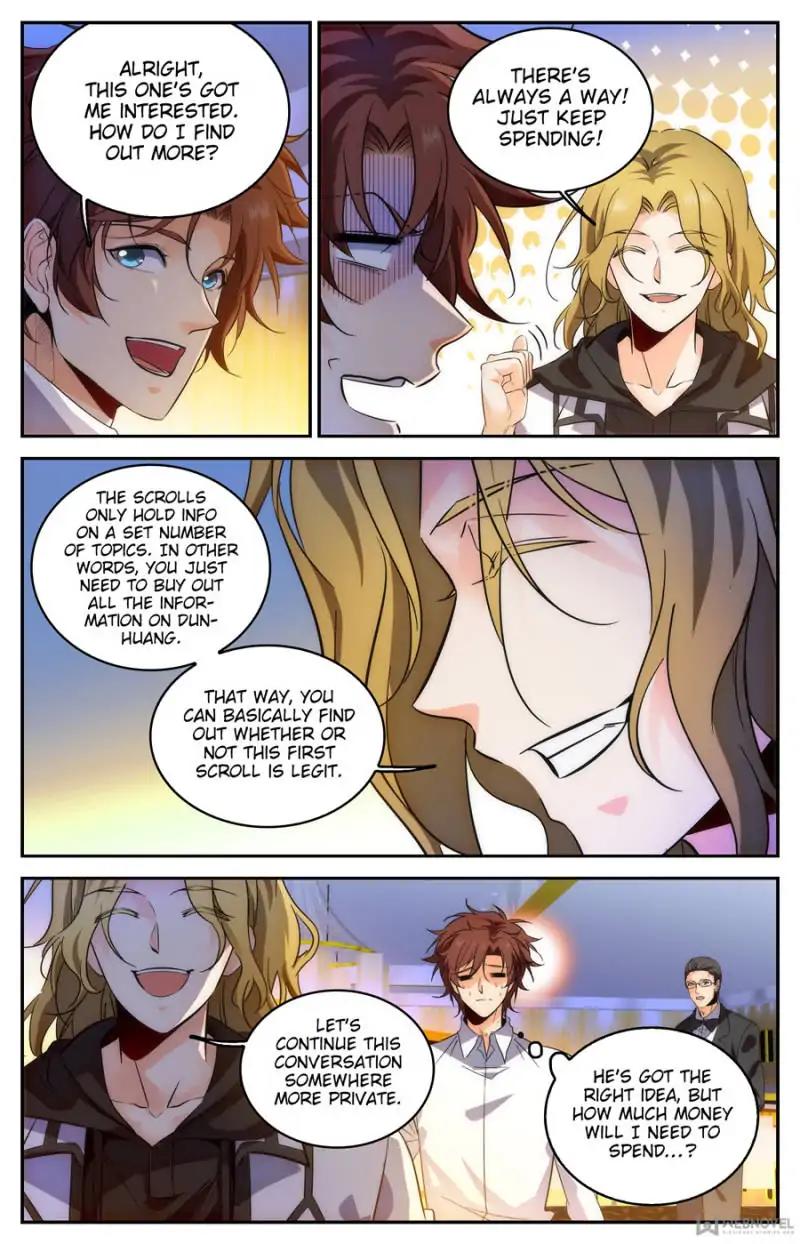 ALRIGHT,
THIS ONE'S GOT
ME INTERESTED.
HOW DO I FIND
OUT MORE?
THERE'S
ALWAYS A WAY!
JUST KEEP
SPENDING!
THE SCROLLS
ONLY HOLD INFO
ON A SET NUMBER
OF TOPICS. IN OTHER
WORDS, YOU JUST
NEED TO BUY OUT
ALL THE INFOR-
MATION ON DUN-
HUANG.
THAT WAY, YOU
CAN BASICALLY FIND
OUT WHETHER OR
NOT THIS FIRST
SCROLL IS LEGIT.
LET'S
CONTINUE THIS
CONVERSATION
SOMEWHERE
MORE PRIVATE.
HE'S GOT THE
RIGHT IDEA, BUT
HOW MUCH MONEY
WILL I NEED TO
SPEND...?
WEBNOVEL